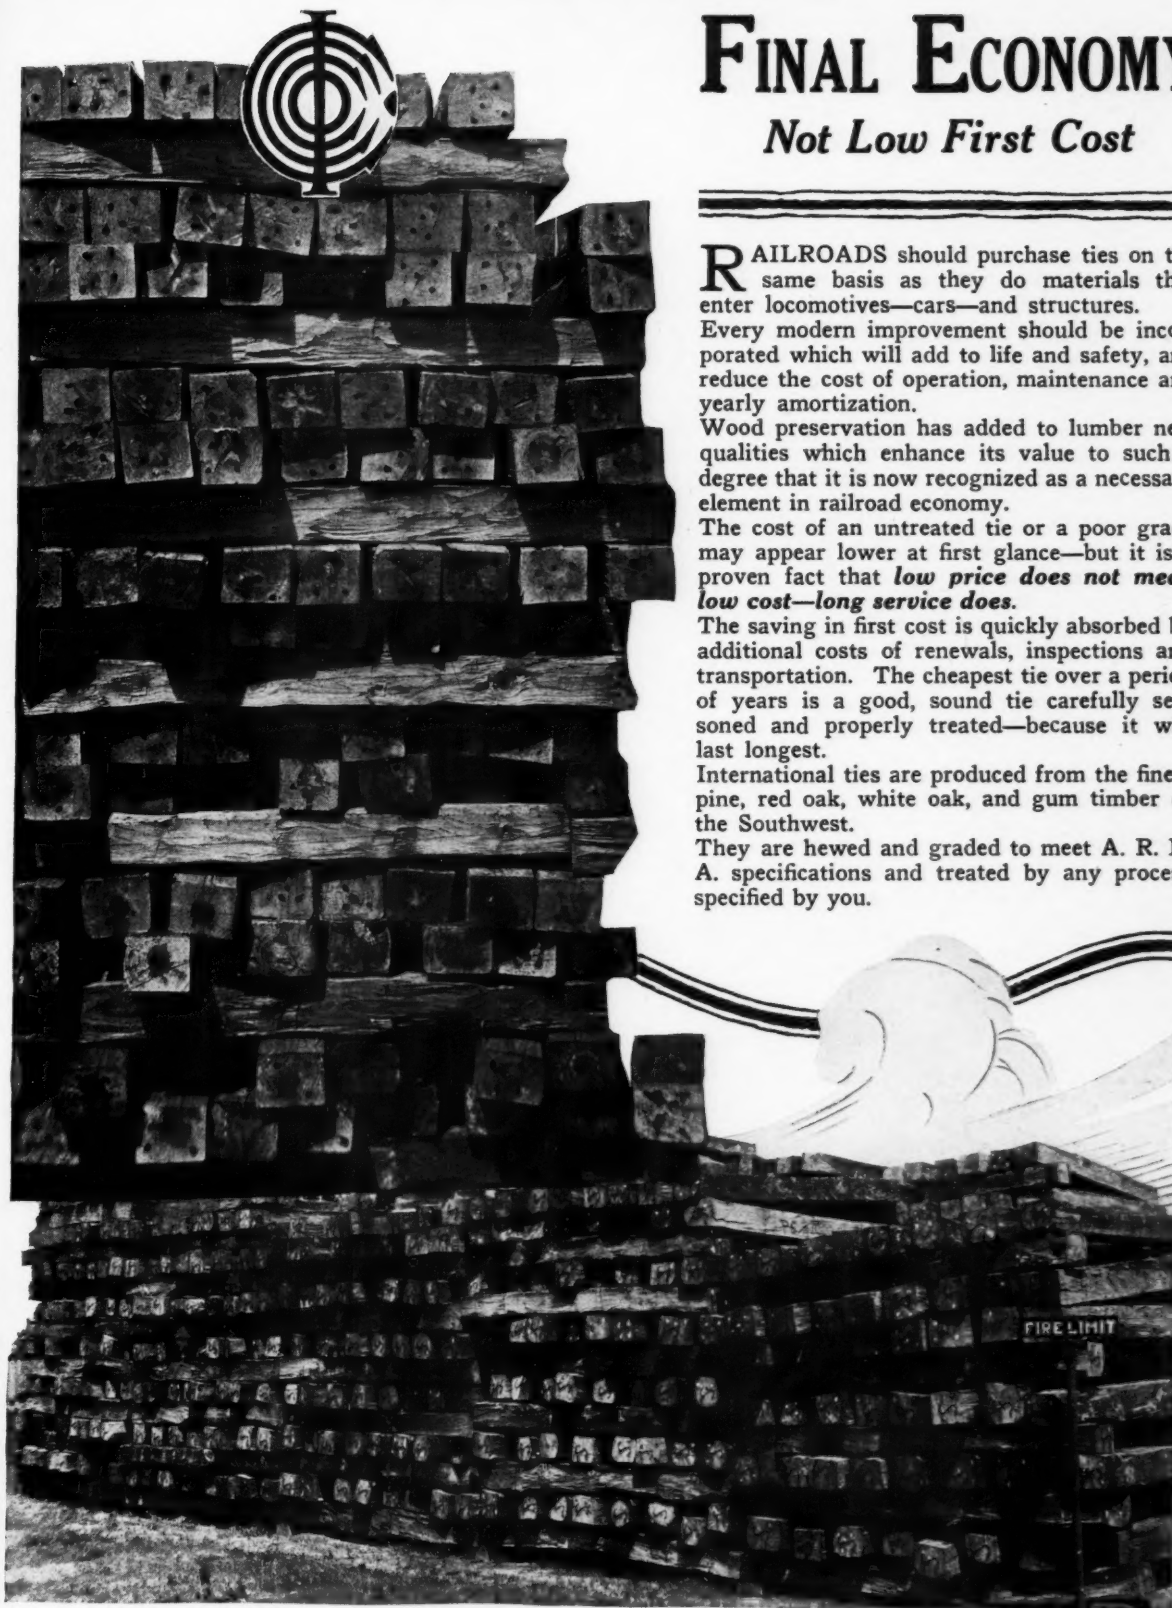 FINAL ECONOMY
Not Low First Cost
RAILROADS should purchase ties on t
same basis as they do materials th
enter locomotives—cars—and structures.
Every modern improvement should be inco
porated which will add to life and safety, a
reduce the cost of operation, maintenance a
yearly amortization.
Wood preservation has added to lumber ne
qualities which enhance its value to such
degree that it is now recognized as a necessa
element in railroad economy.
The cost of an untreated tie or a poor gra
may appear lower at first glance—but it is
proven fact that low price does not mea
low cost—long service does.
The saving in first cost is quickly absorbed b
additional costs of renewals, inspections a
transportation. The cheapest tie over a peri
of years is a good, sound tie carefully se
soned and properly treated—because it w
last longest.
International ties are produced from the fine
pine, red oak, white oak, and gum timber
the Southwest.
They are hewed and graded to meet A. R. E
A. specifications and treated by any proce
specified by you.
FIRE LIMIT